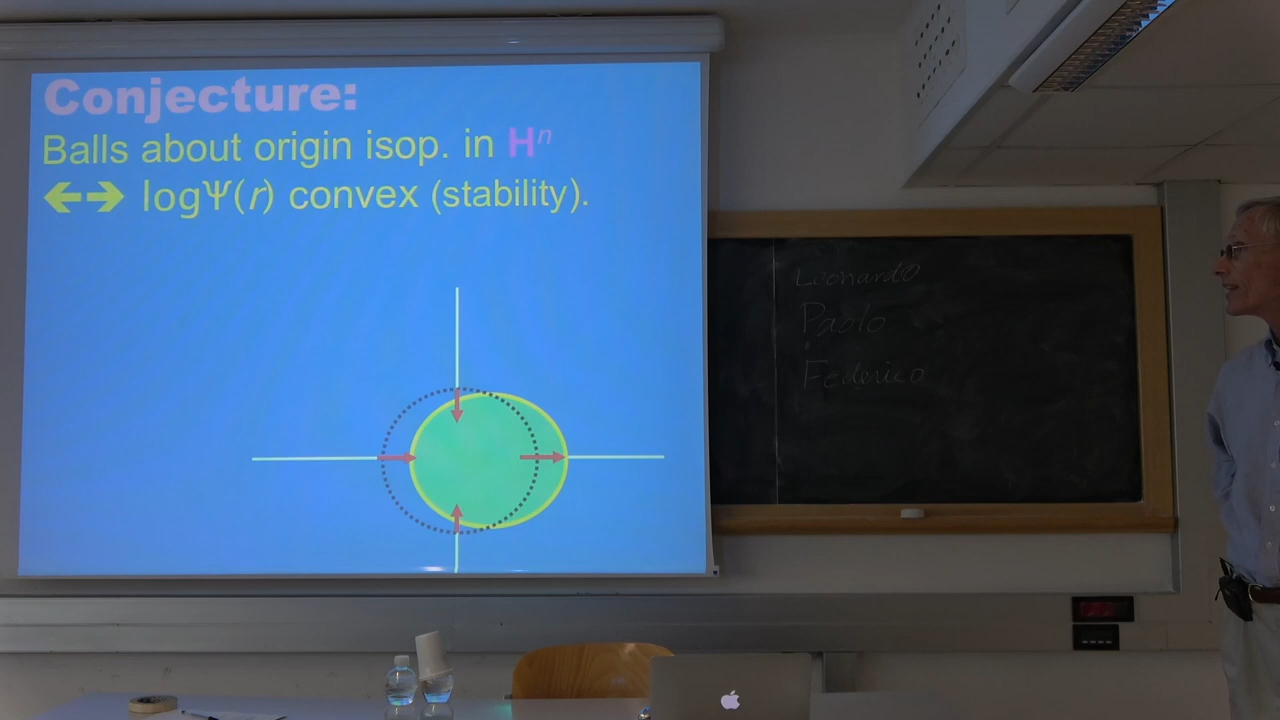 Conjecture:
Balls about origin isop. in Hⁿ
↔ logΨ(r) convex (stability).
Leonardo
Paolo
Federico